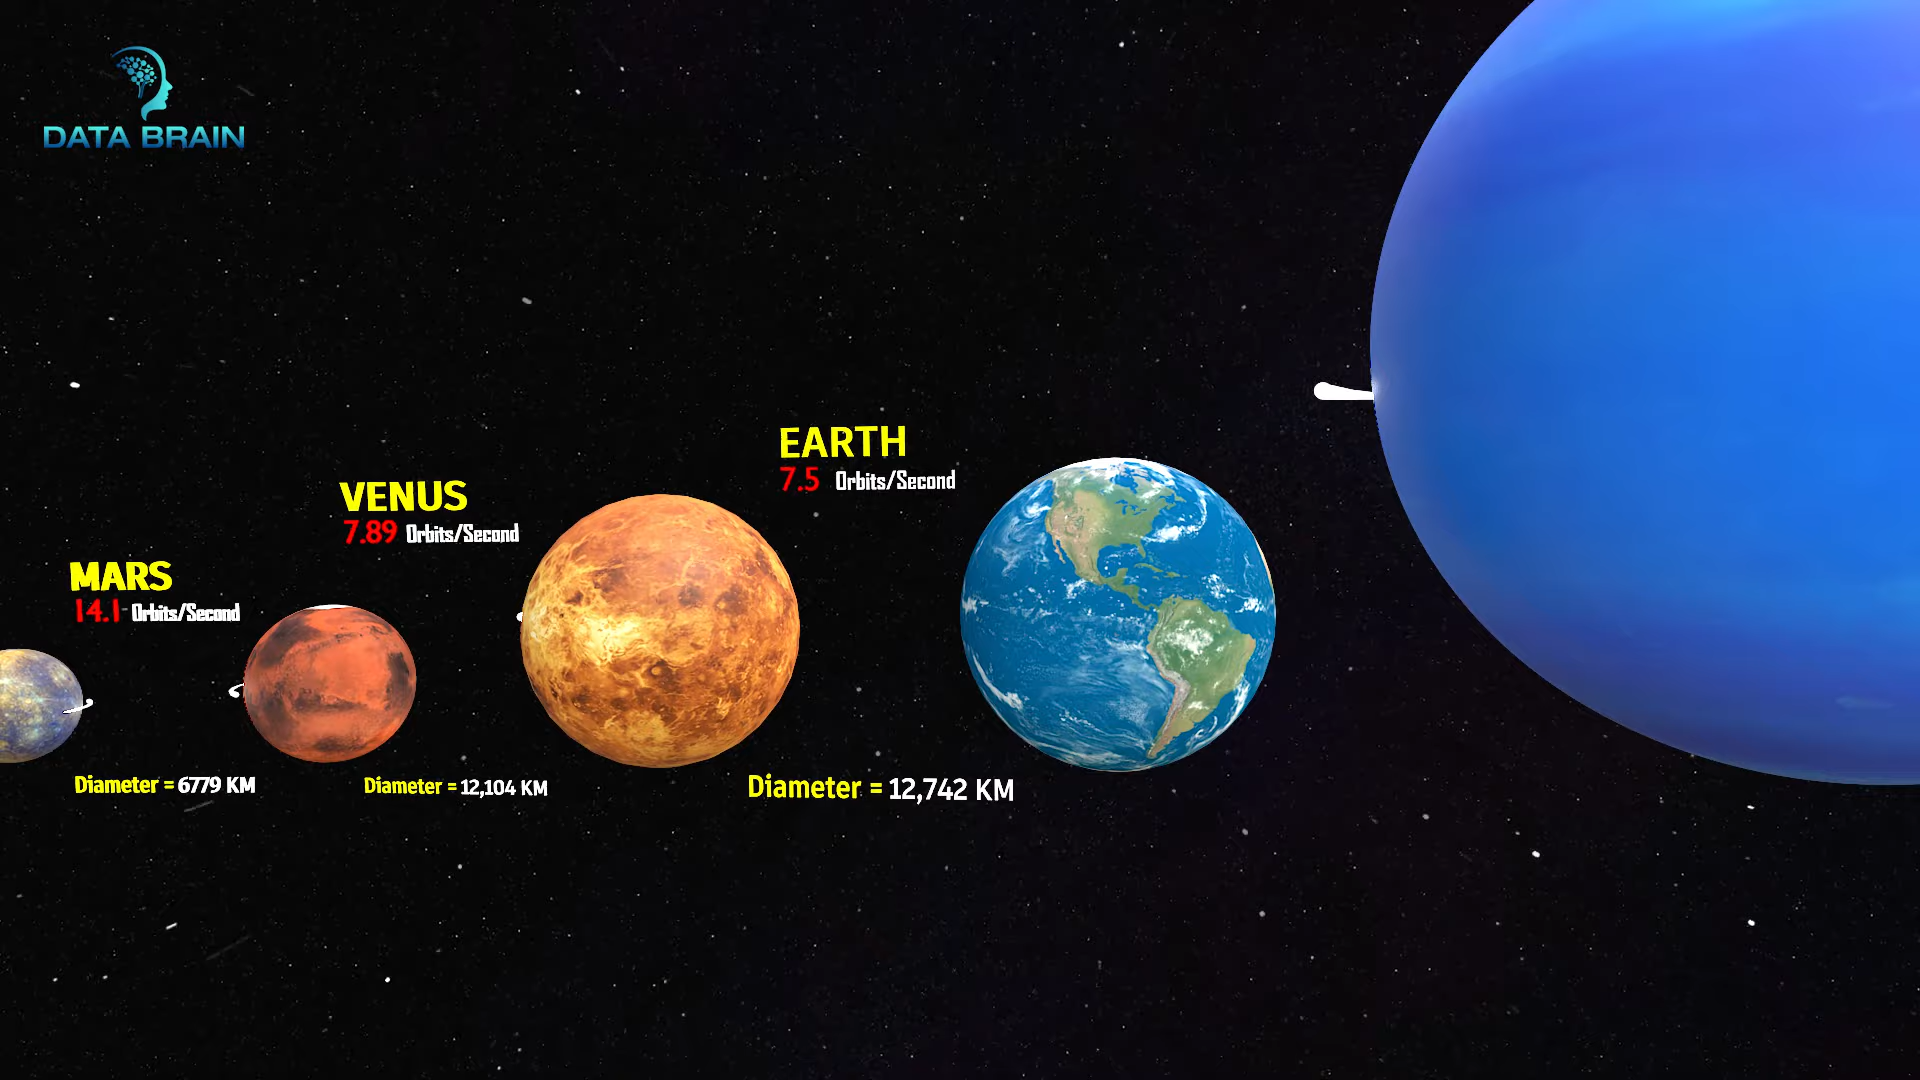 DATA BRAIN
EARTH
7.5 Orbits/Second
VENUS
7.89 Orbits/Second
MARS
14.1 Orbits/Second
Diameter = 6779 KM
Diameter = 12,104 KM
Diameter = 12,742 KM